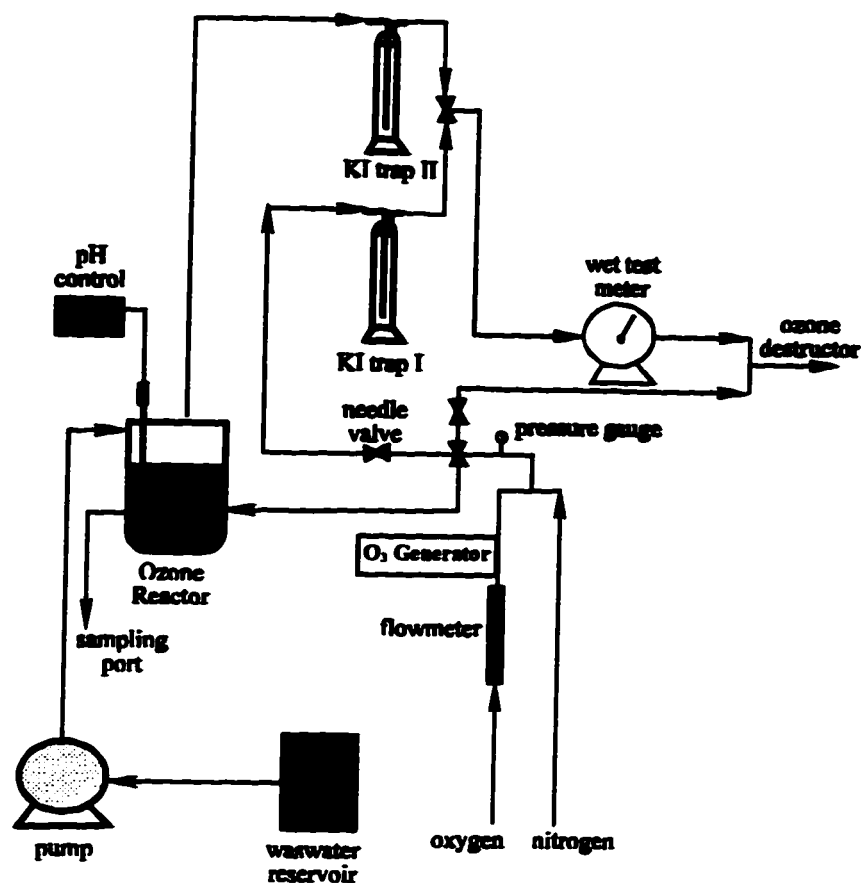 KI trap II
KI trap I
pH
control
wet test
meter
ozone
destructor
needle
valve
pressure gauge
O₃ Generator
Ozone
Reactor
flowmeter
sampling
port
pump
waswater
reservoir
oxygen
nitrogen